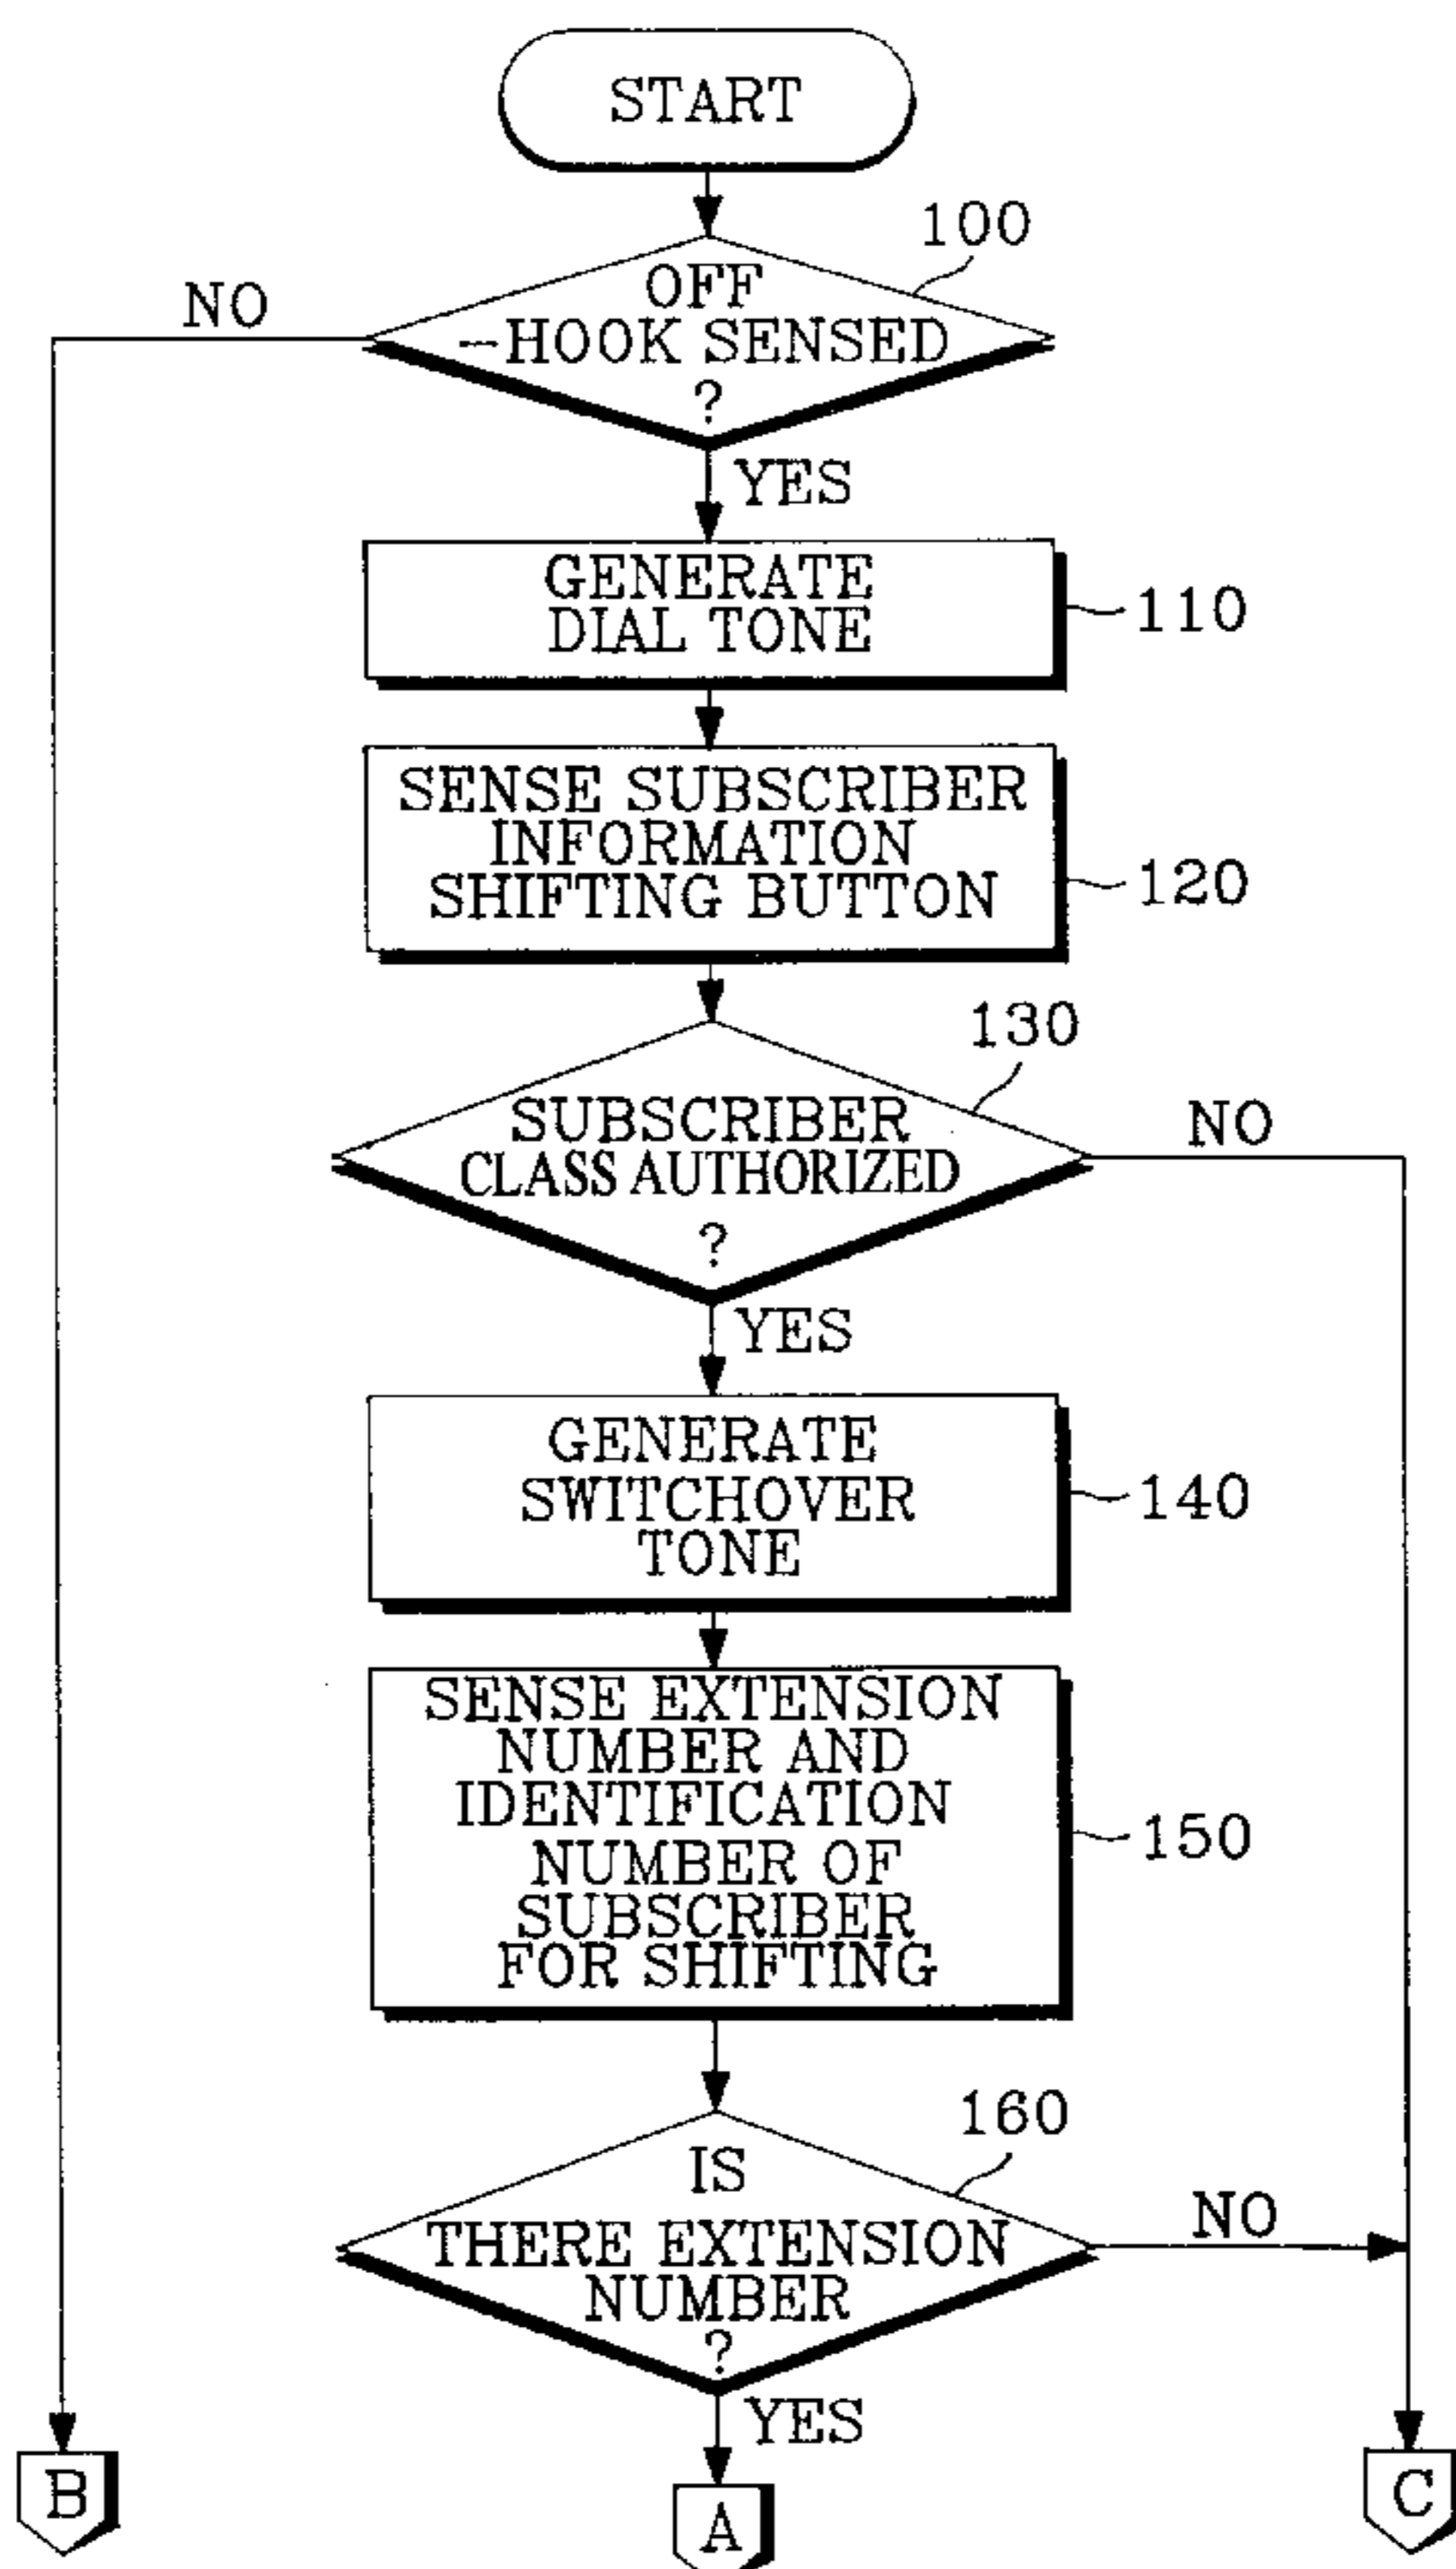 START
100
OFF
-HOOK SENSED
?
NO
YES
GENERATE
DIAL TONE
110
SENSE SUBSCRIBER
INFORMATION
SHIFTING BUTTON
120
130
SUBSCRIBER
CLASS AUTHORIZED
?
NO
YES
GENERATE
SWITCHOVER
TONE
140
SENSE EXTENSION
NUMBER AND
IDENTIFICATION
NUMBER OF
SUBSCRIBER
FOR SHIFTING
150
160
IS
THERE EXTENSION
NUMBER
?
NO
YES
B
A
C